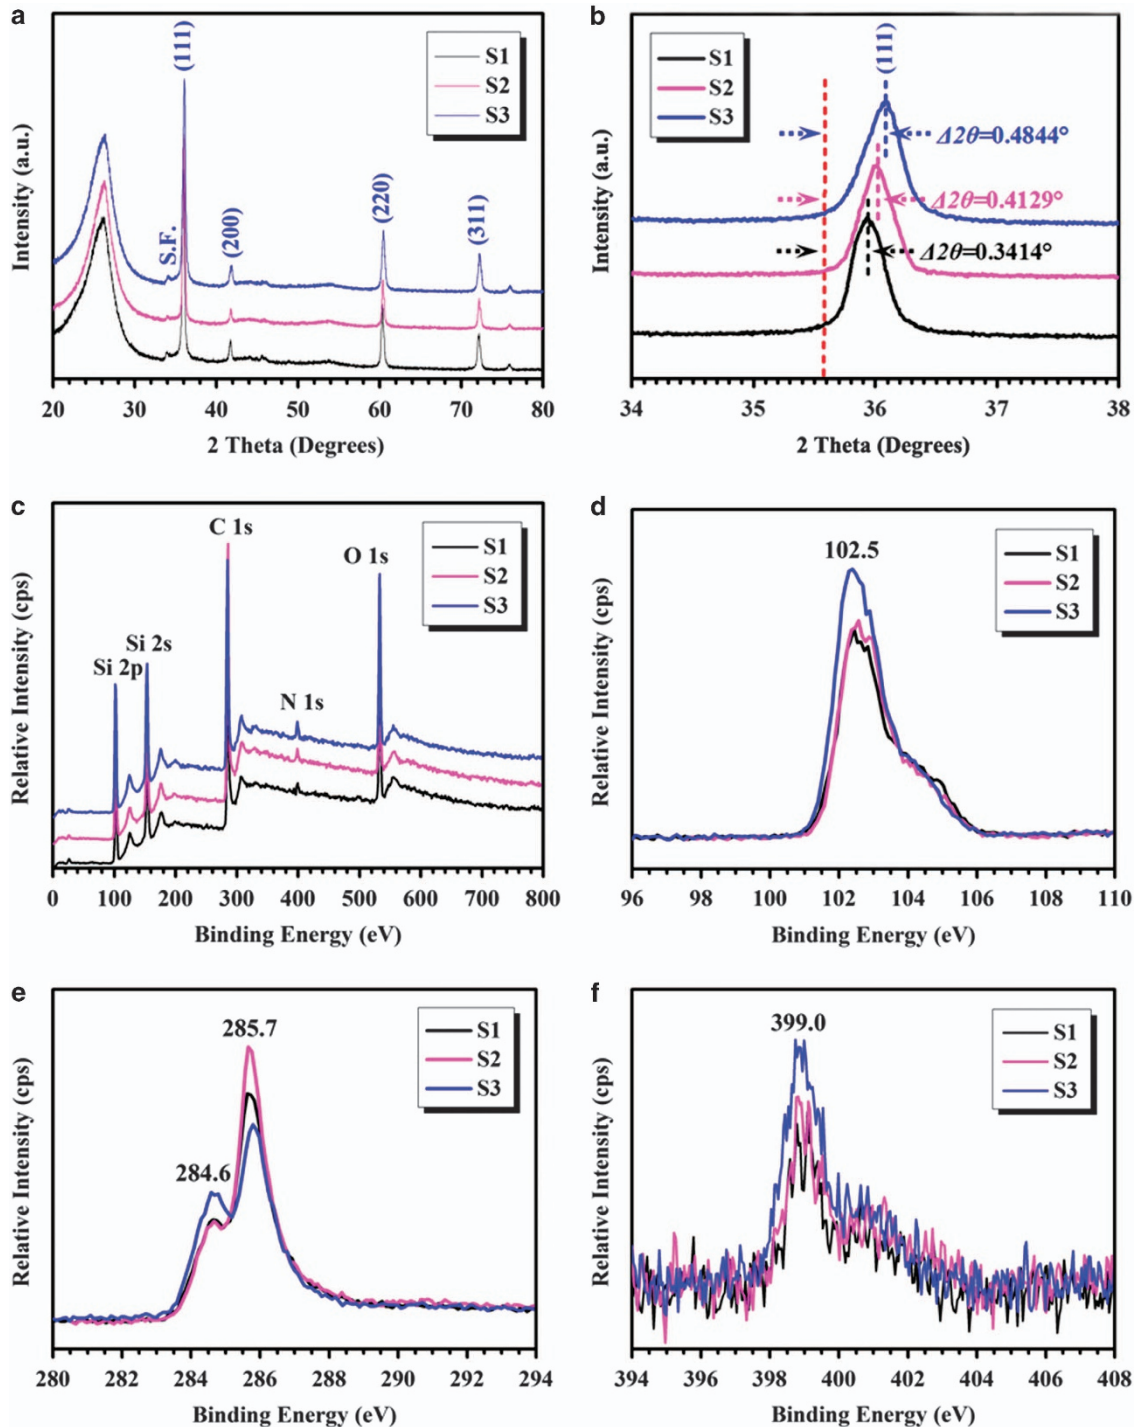 a
Intensity (a.u.)
(111)
S1
S2
S3
S.F.
(200)
(220)
(311)
20 30 40 50 60 70 80
2 Theta (Degrees)
b
Intensity (a.u.)
S1
S2
S3
(111)
Δ2θ=0.4844°
Δ2θ=0.4129°
Δ2θ=0.3414°
34 35 36 37 38
2 Theta (Degrees)
c
Relative Intensity (cps)
C 1s
O 1s
S1
S2
S3
Si 2s
Si 2p
N 1s
0 100 200 300 400 500 600 700 800
Binding Energy (eV)
d
Relative Intensity (cps)
102.5
S1
S2
S3
96 98 100 102 104 106 108 110
Binding Energy (eV)
e
Relative Intensity (cps)
285.7
284.6
S1
S2
S3
280 282 284 286 288 290 292 294
Binding Energy (eV)
f
Relative Intensity (cps)
399.0
S1
S2
S3
394 396 398 400 402 404 406 408
Binding Energy (eV)